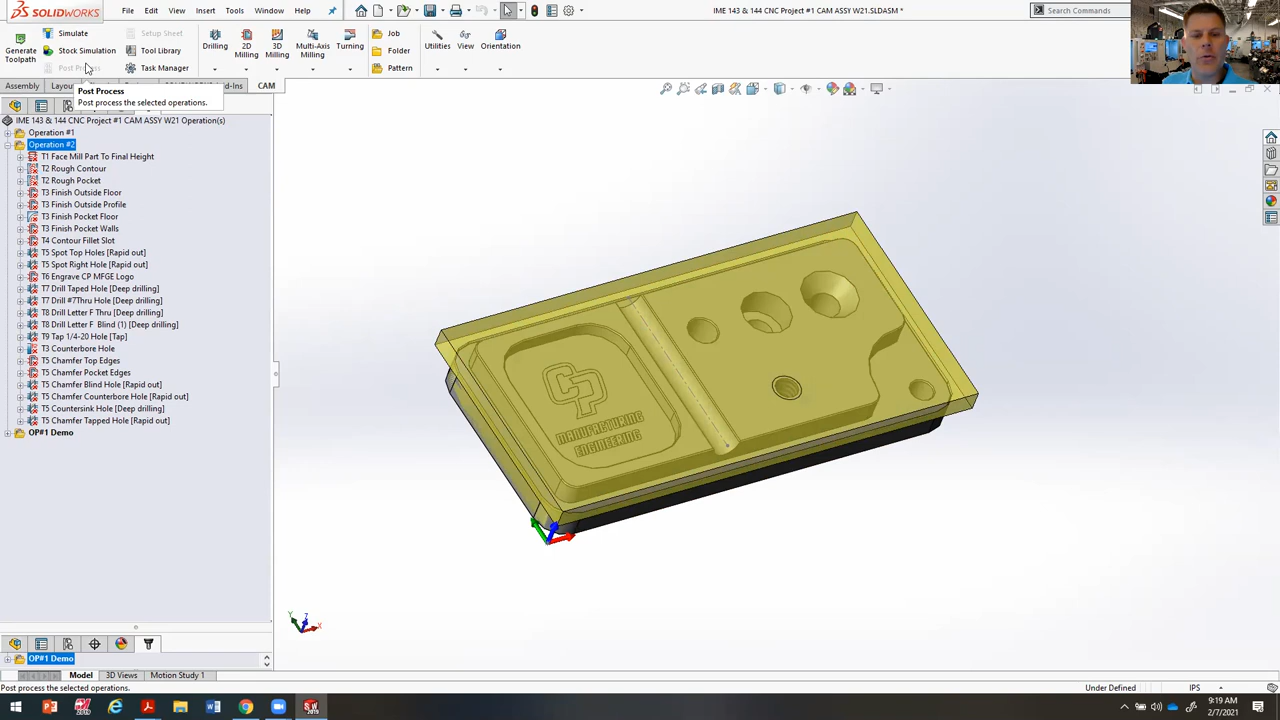 SOLIDWORKS File Edit View Insert Tools Window Help IME 143 & 144 CNC Project #1 CAM ASSY W21.SLDASM * Search Commands
Generate Toolpath Simulate Setup Sheet Drilling 2D Milling 3D Milling Multi-Axis Milling Turning Job Utilities View Orientation
Stock Simulation Tool Library Folder
Task Manager Pattern
Assembly CAM
Post Process
Post process the selected operations.
IME 143 & 144 CNC Project #1 CAM ASSY W21 Operation(s)
Operation #1
Operation #2
T1 Face Mill Part To Final Height
T2 Rough Contour
T2 Rough Pocket
T3 Finish Outside Floor
T3 Finish Outside Profile
T3 Finish Pocket Floor
T3 Finish Pocket Walls
T4 Contour Fillet Slot
T5 Spot Top Holes [Rapid out]
T5 Spot Right Hole [Rapid out]
T6 Engrave CP MFGE Logo
T7 Drill Taped Hole [Deep drilling]
T7 Drill #7Thru Hole [Deep drilling]
T8 Drill Letter F Thru [Deep drilling]
T8 Drill Letter F Blind (1) [Deep drilling]
T9 Tap 1/4-20 Hole [Tap]
T3 Counterbore Hole
T5 Chamfer Top Edges
T5 Chamfer Pocket Edges
T5 Chamfer Blind Hole [Rapid out]
T5 Chamfer Counterbore Hole [Rapid out]
T5 Countersink Hole [Deep drilling]
T5 Chamfer Tapped Hole [Rapid out]
OP#1 Demo
CP
MANUFACTURING
ENGINEERING
Y Z X
OP#1 Demo
Model 3D Views Motion Study 1
Post process the selected operations. Under Defined IPS
9:19 AM
2/7/2021